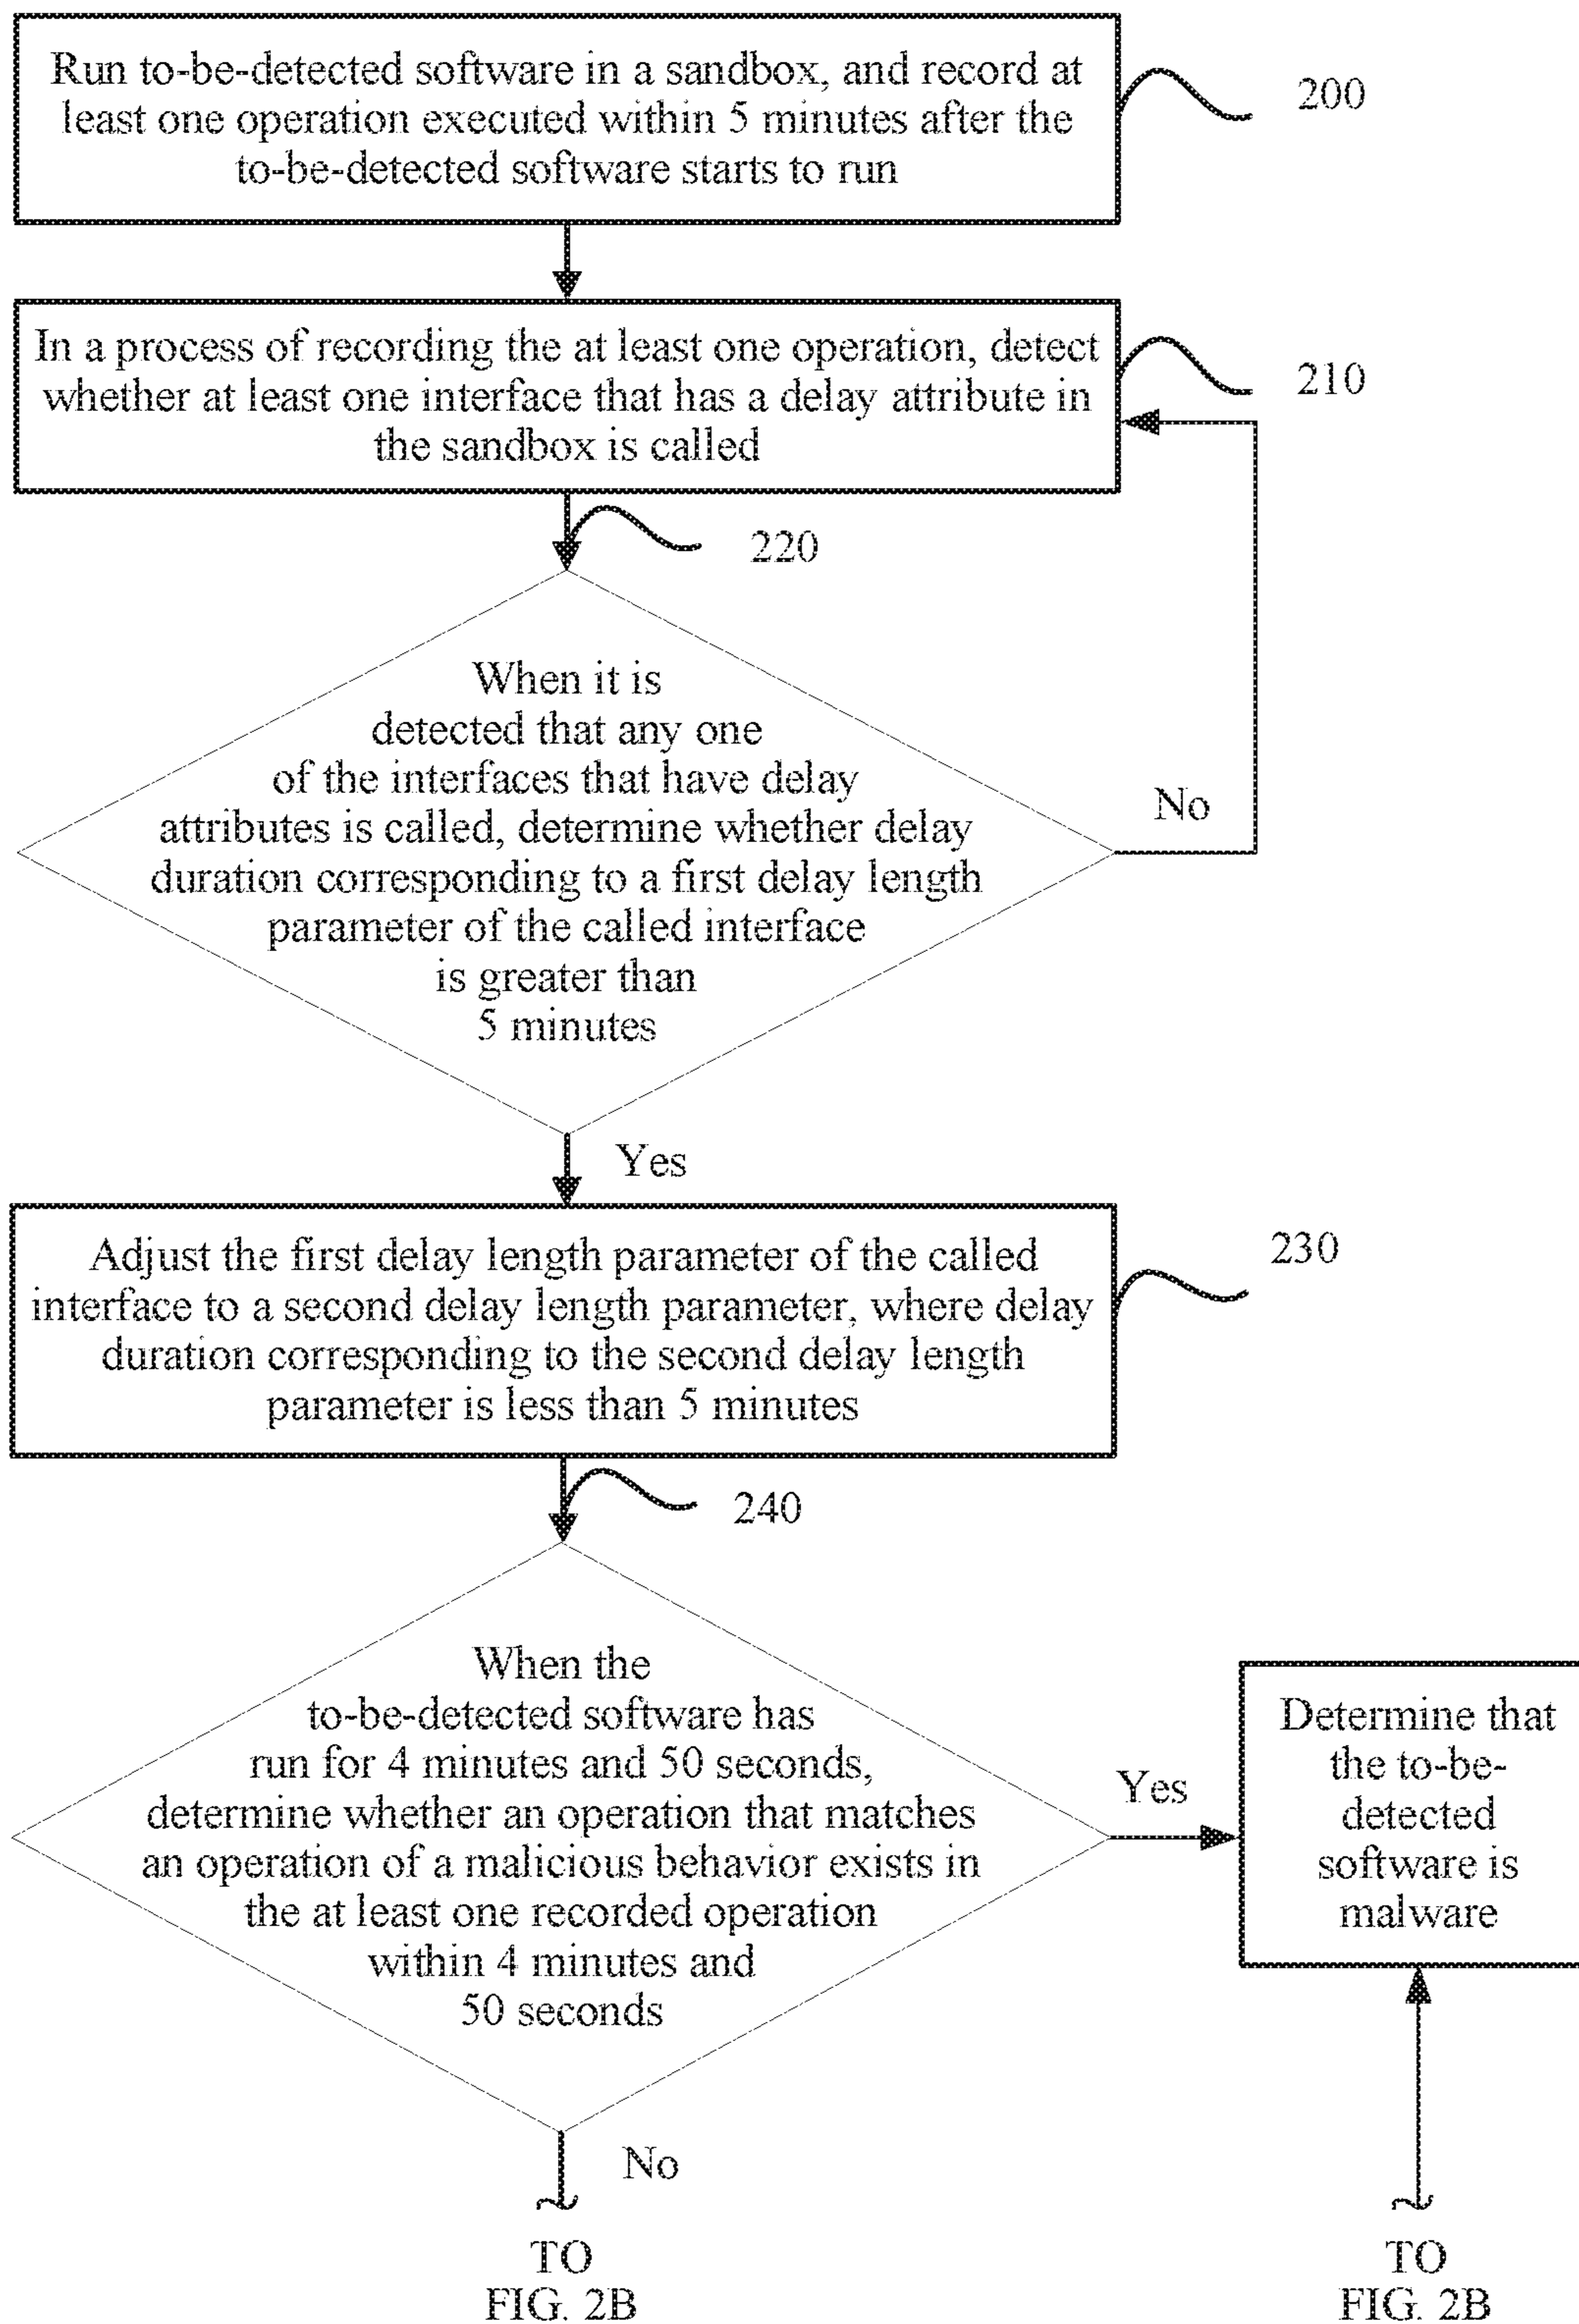 Run to-be-detected software in a sandbox, and record at
least one operation executed within 5 minutes after the
to-be-detected software starts to run
200
In a process of recording the at least one operation, detect
whether at least one interface that has a delay attribute in
the sandbox is called
210
220
When it is
detected that any one
of the interfaces that have delay
attributes is called, determine whether delay
duration corresponding to a first delay length
parameter of the called interface
is greater than
5 minutes
No
Yes
Adjust the first delay length parameter of the called
interface to a second delay length parameter, where delay
duration corresponding to the second delay length
parameter is less than 5 minutes
230
240
When the
to-be-detected software has
run for 4 minutes and 50 seconds,
determine whether an operation that matches
an operation of a malicious behavior exists in
the at least one recorded operation
within 4 minutes and
50 seconds
Yes
Determine that
the to-be-
detected
software is
malware
No
TO
FIG. 2B
TO
FIG. 2B